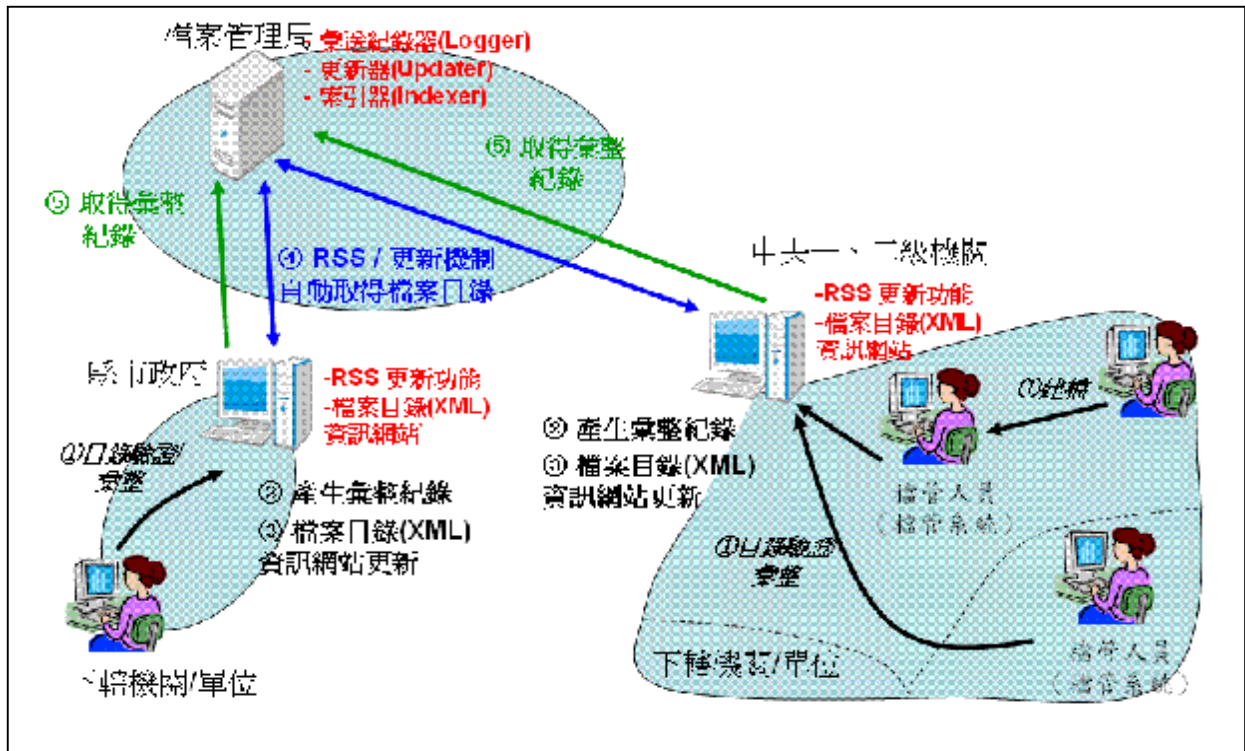 檔案管理局
- 彙送紀錄器(Logger)
- 更新器(Updater)
- 索引器(Indexer)
⑤ 取得彙整
紀錄
⑤ 取得彙整
紀錄
④ RSS / 更新機制
自動取得檔案目錄
中央一、二級機關
-RSS 更新功能
-檔案目錄(XML)
資訊網站
縣市政府
-RSS 更新功能
-檔案目錄(XML)
資訊網站
①目錄驗證/
彙整
② 產生彙整紀錄
③ 檔案目錄(XML)
資訊網站更新
② 產生彙整紀錄
③ 檔案目錄(XML)
資訊網站更新
檔管人員
(檔管系統)
①目錄驗證/
彙整
檔管人員
(檔管系統)
下轄機關/單位
下轄機關/單位